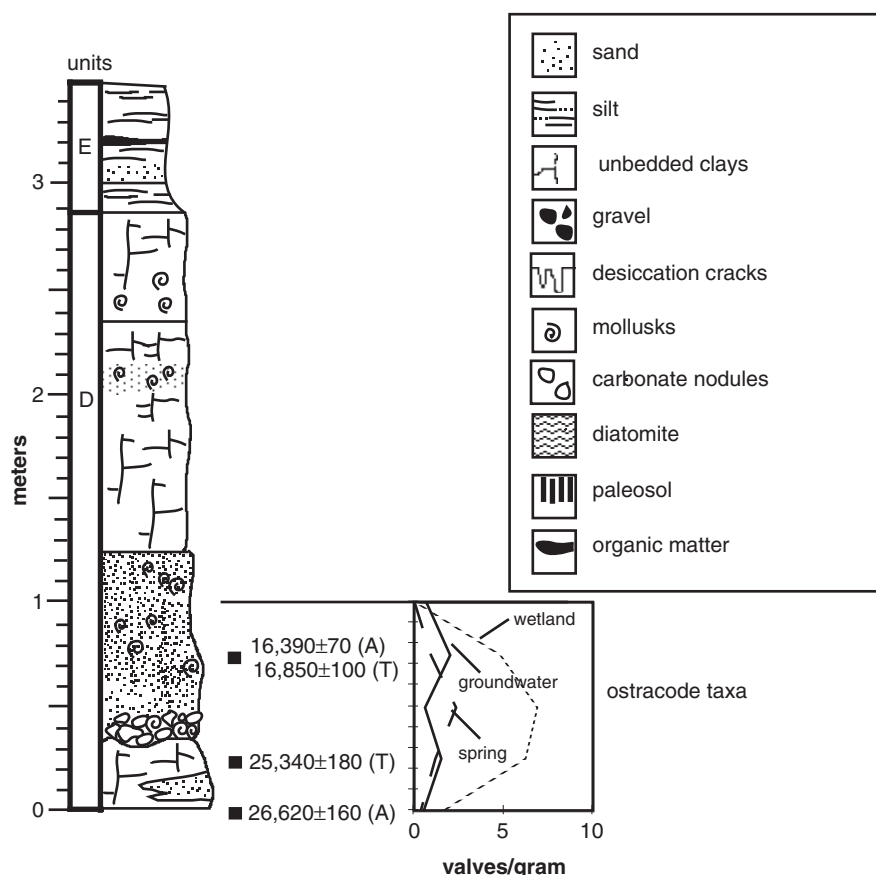 units
E
3
D
2
meters
1
0
sand
silt
unbedded clays
gravel
desiccation cracks
mollusks
carbonate nodules
diatomite
paleosol
organic matter
16,390±70 (A)
16,850±100 (T)
25,340±180 (T)
26,620±160 (A)
wetland
groundwater
spring
ostracode taxa
0 5 10
valves/gram